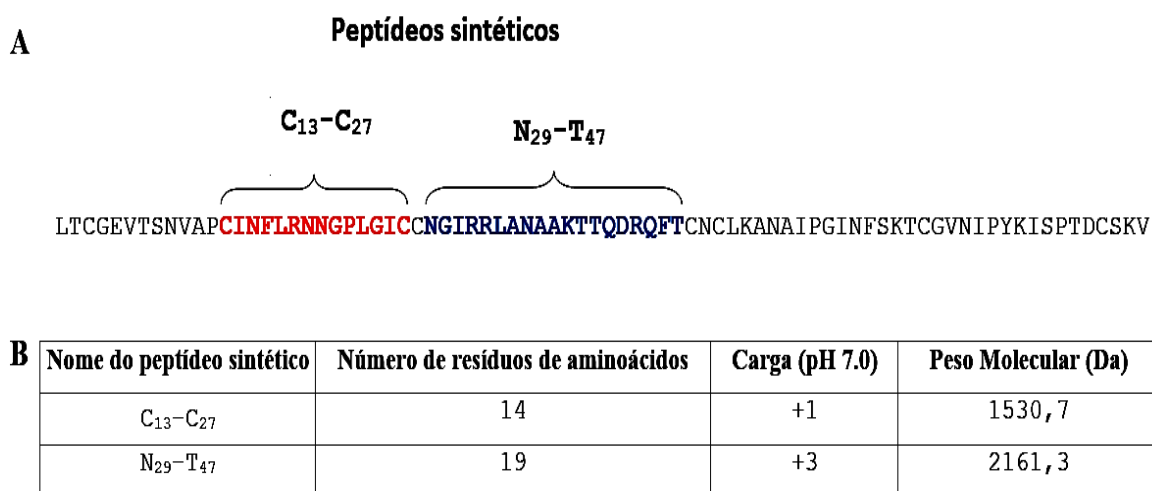 A
Peptídeos sintéticos
C13-C27
N29-T47
LTCGEVTSNVAPCINFLRNNGPLGICCNGIRRLANAAKTTQDRQFTCNCLKANAIPGINFSKTCGVNIPYKISPTDCSKV
B
Nome do peptídeo sintético Número de resíduos de aminoácidos Carga (pH 7.0) Peso Molecular (Da)
C13-C27 14 +1 1530,7
N29-T47 19 +3 2161,3